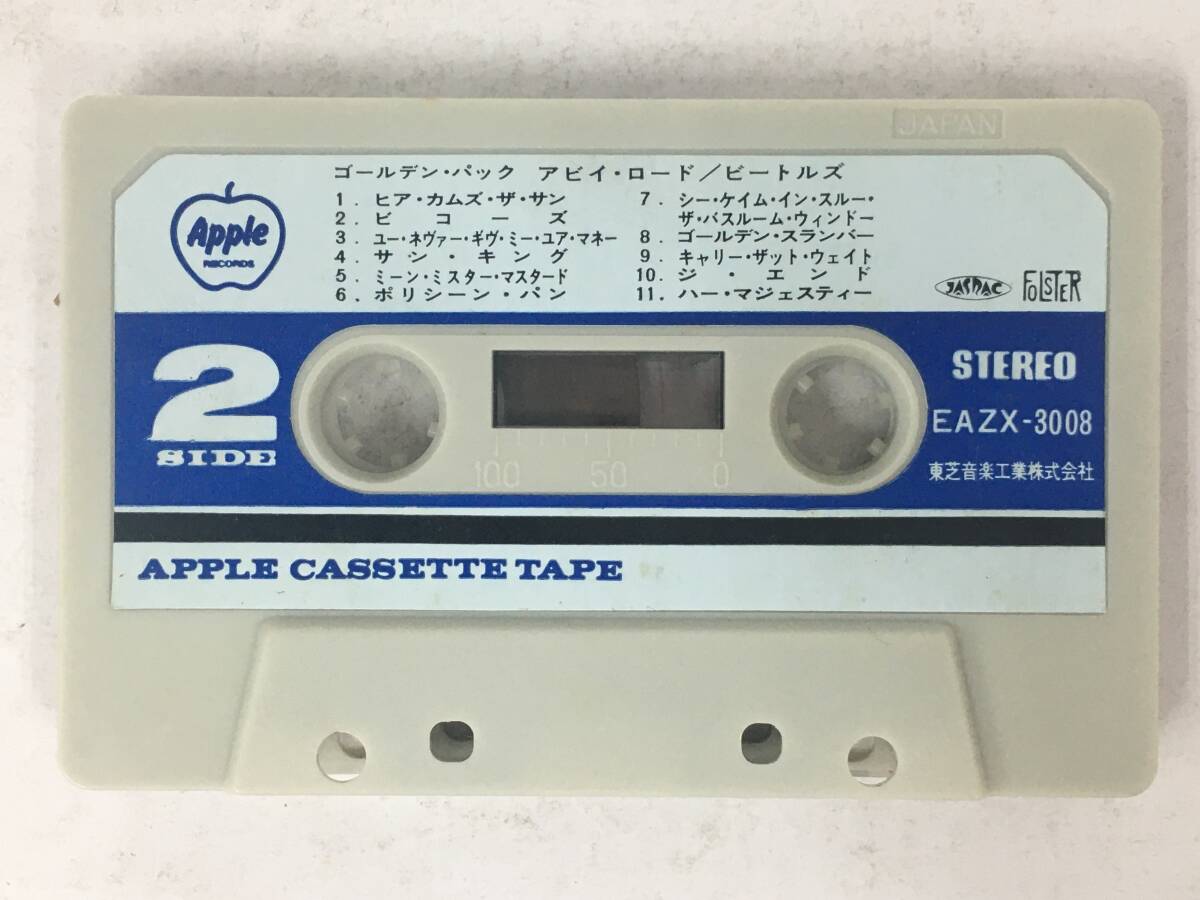 JAPAN
ゴールデン・パック アビイ・ロード／ビートルズ
Apple
RECORDS
1. ヒア・カムズ・ザ・サン
2. ビコーズ
3. ユー・ネヴァー・ギヴ・ミー・ユア・マネー
4. サン・キング
5. ミーン・ミスター・マスタード
6. ポリシーン・パン
7. シー・ケイム・イン・スルー・
ザ・バスルーム・ウィンドー
8. ゴールデン・スランバー
9. キャリー・ザット・ウェイト
10. ジ・エンド
11. ハー・マジェスティー
JASRAC
FOLSTER
2
SIDE
100 50 0
STEREO
EAZX-3008
東芝音楽工業株式会社
APPLE CASSETTE TAPE